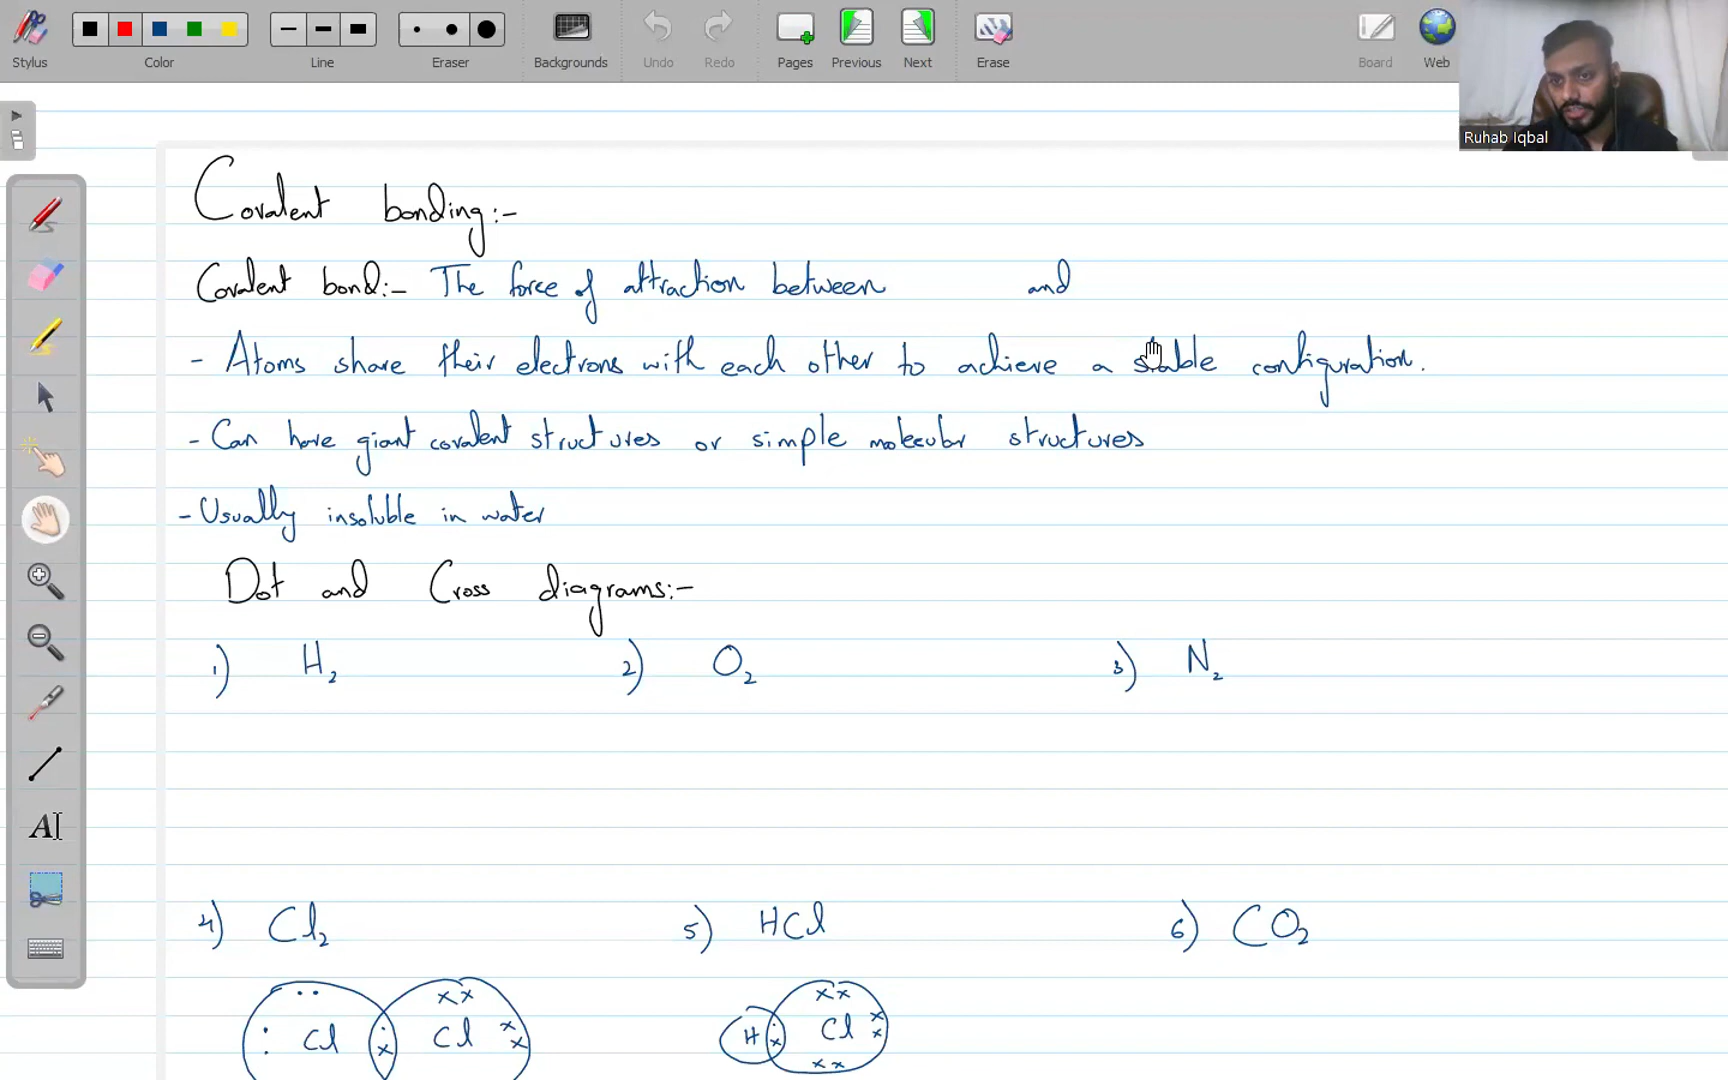 Stylus Color Line Eraser Backgrounds Undo Redo Pages Previous Next Erase Board Web
Ruhab Iqbal
Covalent bonding:-
Covalent bond:- The force of attraction between and
- Atoms share their electrons with each other to achieve a stable configuration.
- Can have giant covalent structures or simple molecular structures
- Usually insoluble in water
Dot and Cross diagrams:-
1) H₂ 2) O₂ 3) N₂
4) Cl₂ 5) HCl 6) CO₂
xx xx
Cl x Cl x x H x Cl x x
xx